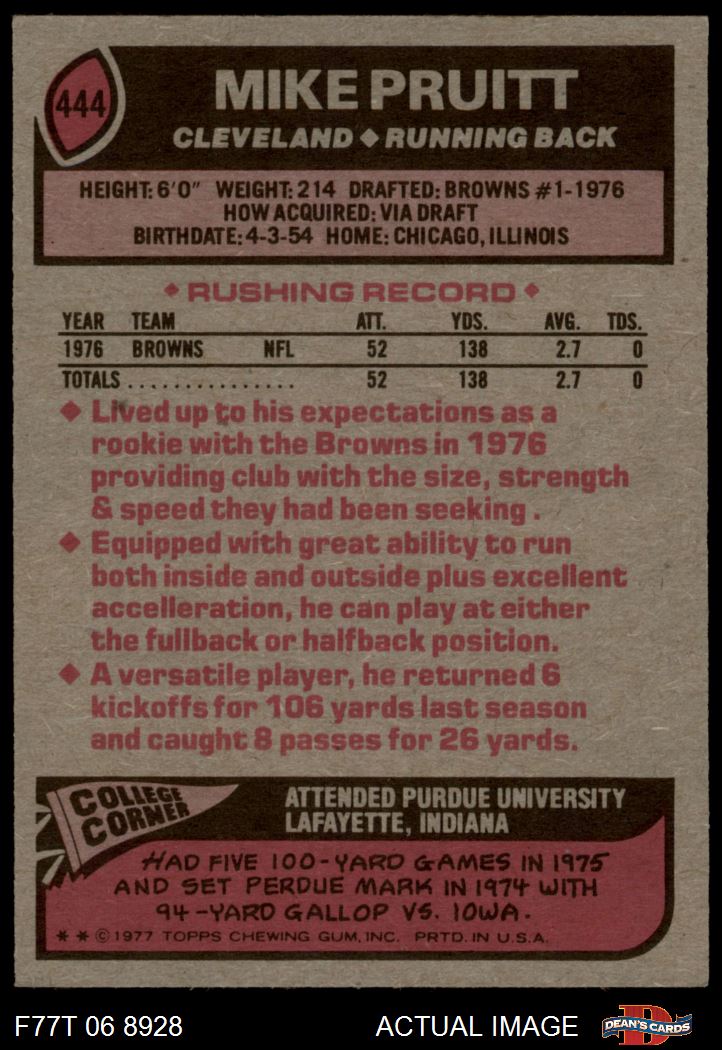 444
MIKE PRUITT
CLEVELAND ◆ RUNNING BACK
HEIGHT: 6'0" WEIGHT: 214 DRAFTED: BROWNS #1-1976
HOW ACQUIRED: VIA DRAFT
BIRTHDATE: 4-3-54 HOME: CHICAGO, ILLINOIS
◆ RUSHING RECORD ◆
YEAR TEAM ATT. YDS. AVG. TDS.
1976 BROWNS NFL 52 138 2.7 0
TOTALS ................ 52 138 2.7 0
◆ Lived up to his expectations as a
rookie with the Browns in 1976
providing club with the size, strength
& speed they had been seeking .
◆ Equipped with great ability to run
both inside and outside plus excellent
accelleration, he can play at either
the fullback or halfback position.
◆ A versatile player, he returned 6
kickoffs for 106 yards last season
and caught 8 passes for 26 yards.
COLLEGE
CORNER
ATTENDED PURDUE UNIVERSITY
LAFAYETTE, INDIANA
HAD FIVE 100-YARD GAMES IN 1975
AND SET PERDUE MARK IN 1974 WITH
94-YARD GALLOP VS. IOWA.
* * © 1977 TOPPS CHEWING GUM, INC. PRTD. IN U.S.A.
F77T 06 8928 ACTUAL IMAGE D DEAN'S CARDS